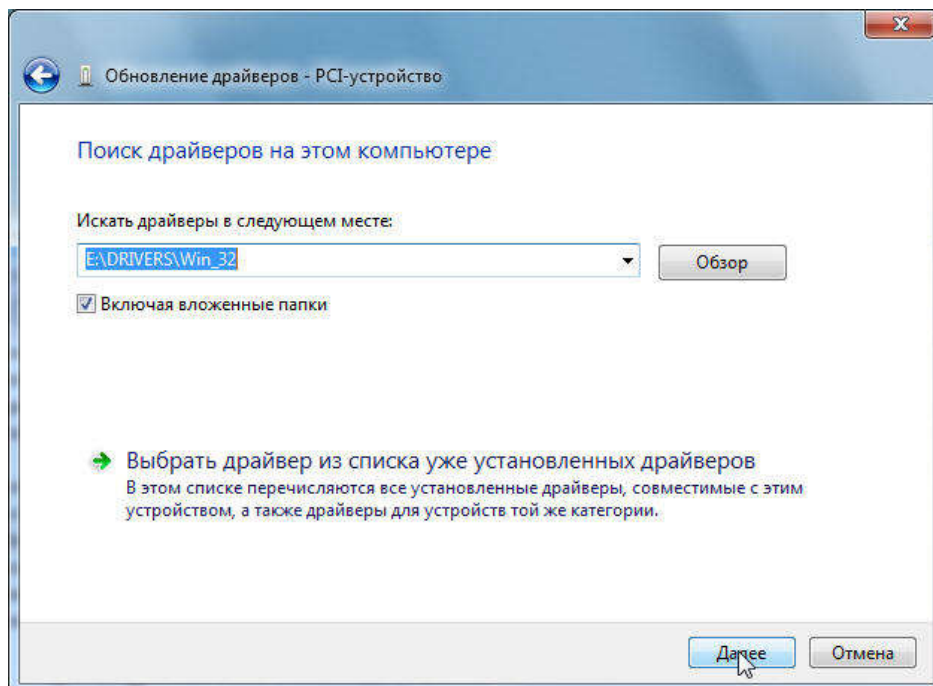 Обновление драйверов - PCI-устройство
Поиск драйверов на этом компьютере
Искать драйверы в следующем месте:
E:\DRIVERS\Win_32
Обзор
Включая вложенные папки
Выбрать драйвер из списка уже установленных драйверов
В этом списке перечисляются все установленные драйверы, совместимые с этим
устройством, а также драйверы для устройств той же категории.
Далее
Отмена